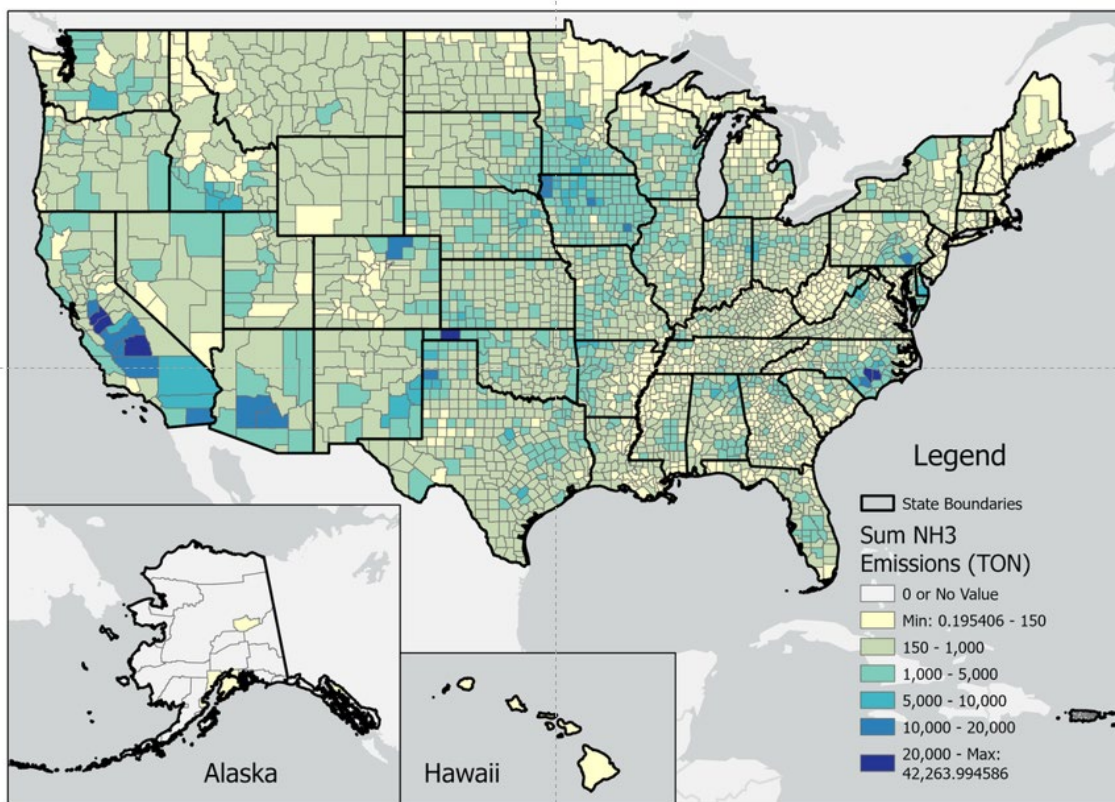 Legend
State Boundaries
Sum NH3
Emissions (TON)
0 or No Value
Min: 0.195406 - 150
150 - 1,000
1,000 - 5,000
5,000 - 10,000
10,000 - 20,000
20,000 - Max:
42,263.994586
Alaska
Hawaii